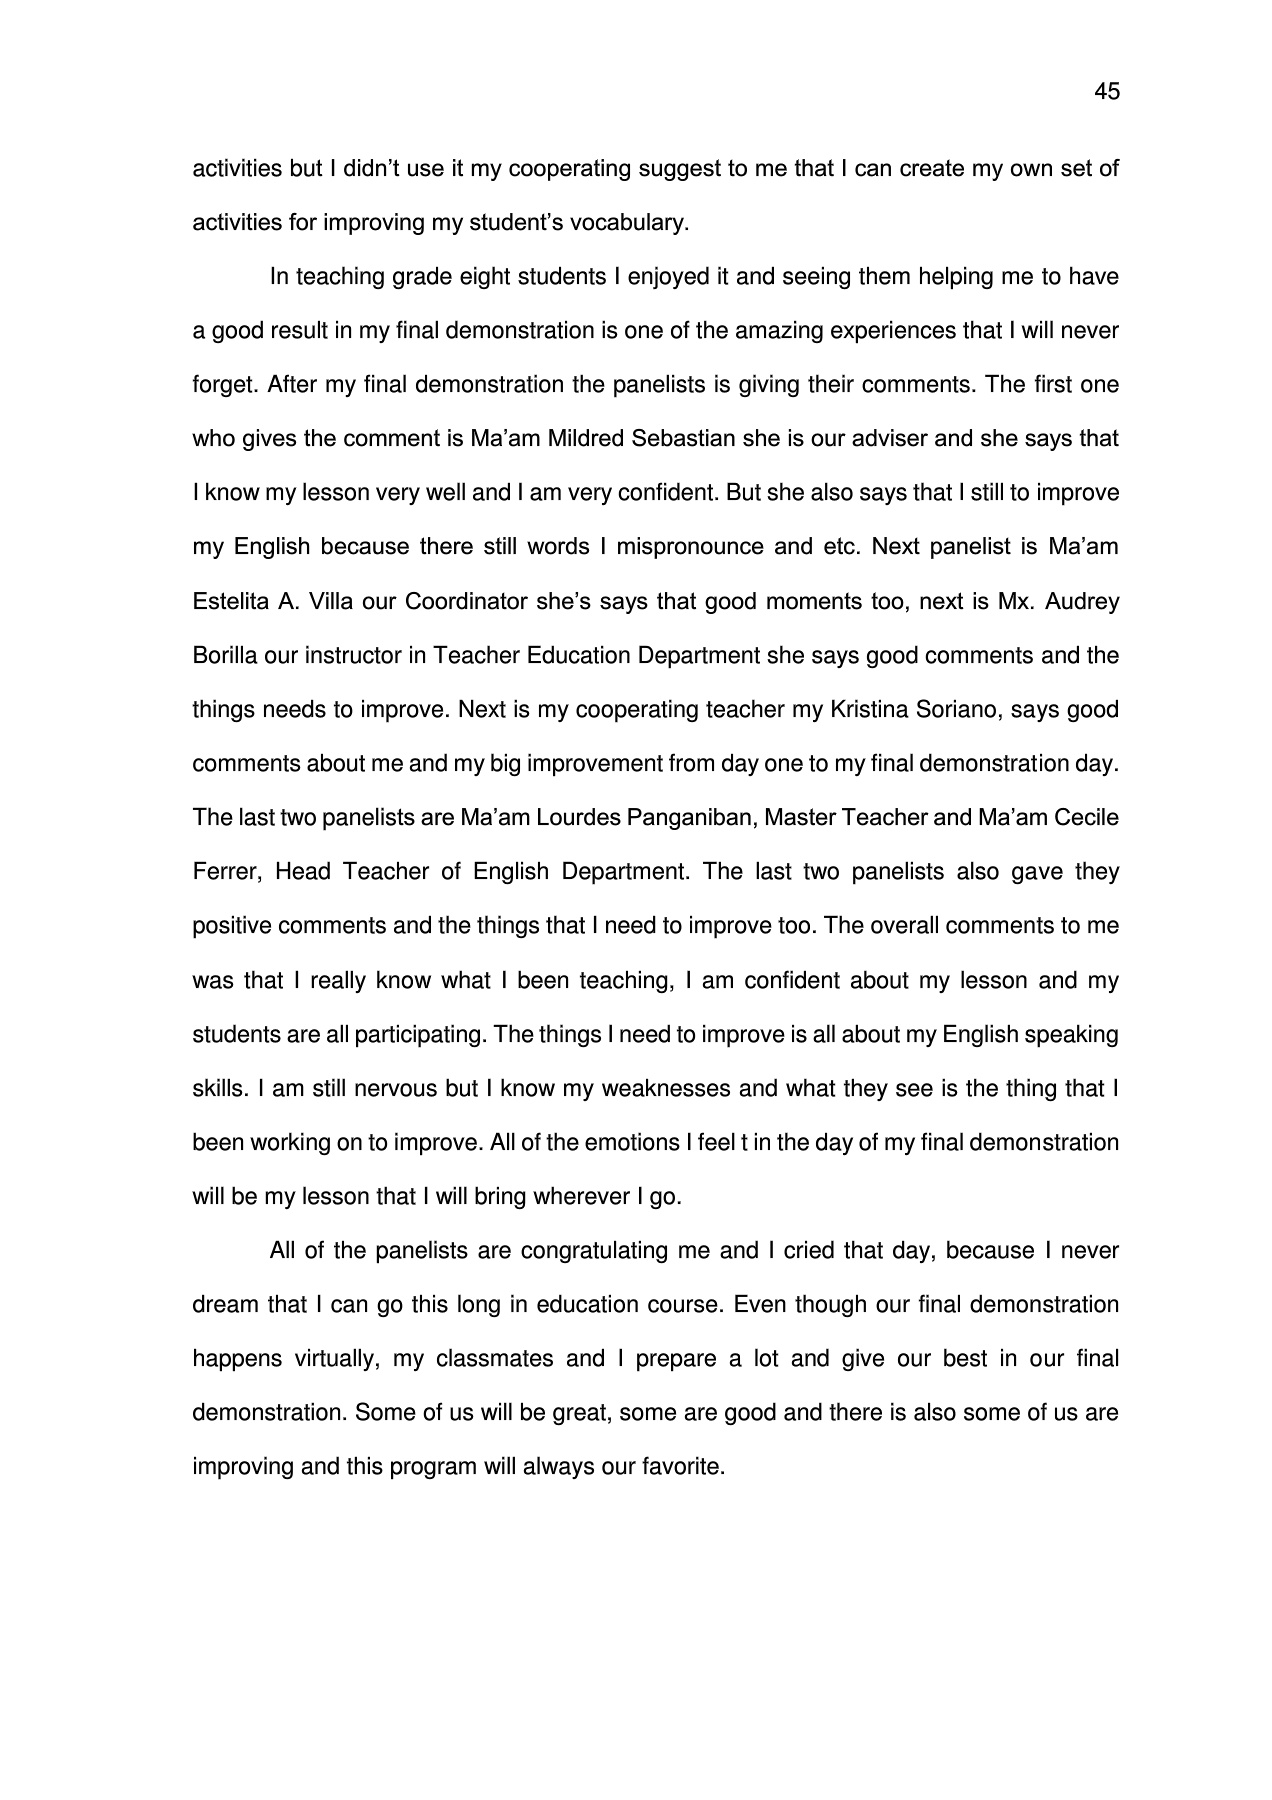 45
activities but I didn’t use it my cooperating suggest to me that I can create my own set of
activities for improving my student’s vocabulary.
In teaching grade eight students I enjoyed it and seeing them helping me to have
a good result in my final demonstration is one of the amazing experiences that I will never
forget. After my final demonstration the panelists is giving their comments. The first one
who gives the comment is Ma’am Mildred Sebastian she is our adviser and she says that
I know my lesson very well and I am very confident. But she also says that I still to improve
my English because there still words I mispronounce and etc. Next panelist is Ma’am
Estelita A. Villa our Coordinator she’s says that good moments too, next is Mx. Audrey
Borilla our instructor in Teacher Education Department she says good comments and the
things needs to improve. Next is my cooperating teacher my Kristina Soriano, says good
comments about me and my big improvement from day one to my final demonstration day.
The last two panelists are Ma’am Lourdes Panganiban, Master Teacher and Ma’am Cecile
Ferrer, Head Teacher of English Department. The last two panelists also gave they
positive comments and the things that I need to improve too. The overall comments to me
was that I really know what I been teaching, I am confident about my lesson and my
students are all participating. The things I need to improve is all about my English speaking
skills. I am still nervous but I know my weaknesses and what they see is the thing that I
been working on to improve. All of the emotions I feel t in the day of my final demonstration
will be my lesson that I will bring wherever I go.
All of the panelists are congratulating me and I cried that day, because I never
dream that I can go this long in education course. Even though our final demonstration
happens virtually, my classmates and I prepare a lot and give our best in our final
demonstration. Some of us will be great, some are good and there is also some of us are
improving and this program will always our favorite.